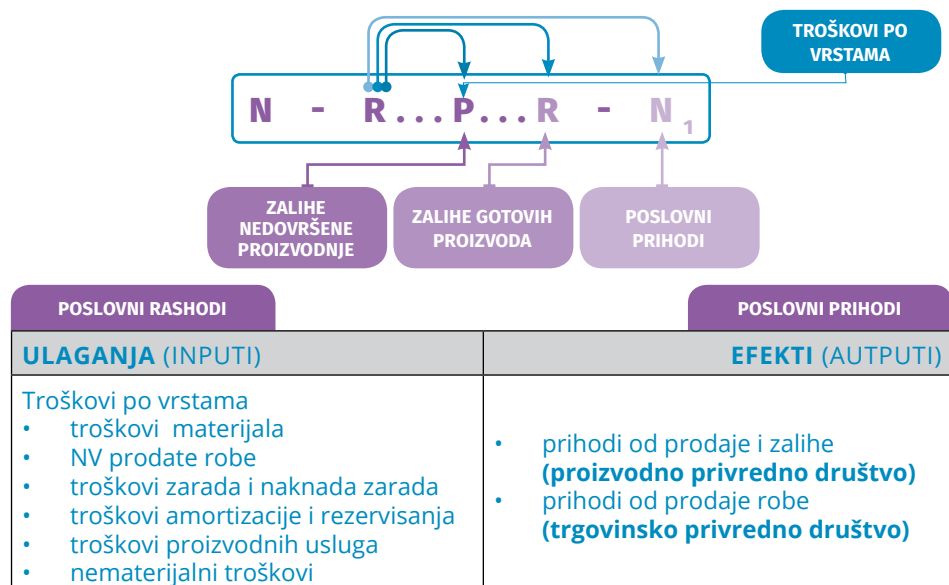 TROŠKOVI PO
VRSTAMA
N - R...P...R - N1
ZALIHE
NEDOVRŠENE
PROIZVODNJE
ZALIHE GOTOVIH
PROIZVODA
POSLOVNI
PRIHODI
POSLOVNI RASHODI
POSLOVNI PRIHODI
ULAGANJA (INPUTI)
EFEKTI (AUTPUTI)
Troškovi po vrstama
• troškovi materijala
• NV prodate robe
• troškovi zarada i naknada zarada
• troškovi amortizacije i rezervisanja
• troškovi proizvodnih usluga
• nematerijalni troškovi
• prihodi od prodaje i zalihe
(proizvodno privredno društvo)
• prihodi od prodaje robe
(trgovinsko privredno društvo)